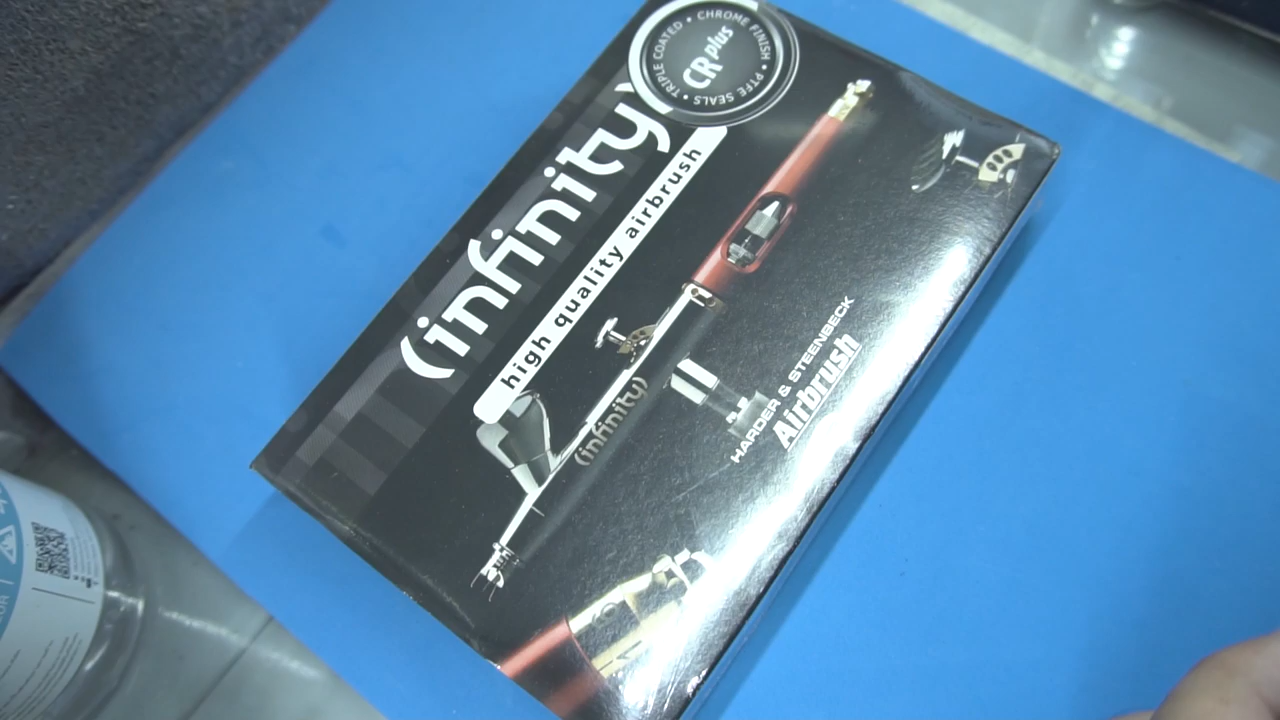 TRIPLE COATED • CHROME FINISH • PTFE SEALS •
CR plus
(infinity)
high quality airbrush
(infinity)
HARDER & STEENBECK
Airbrush